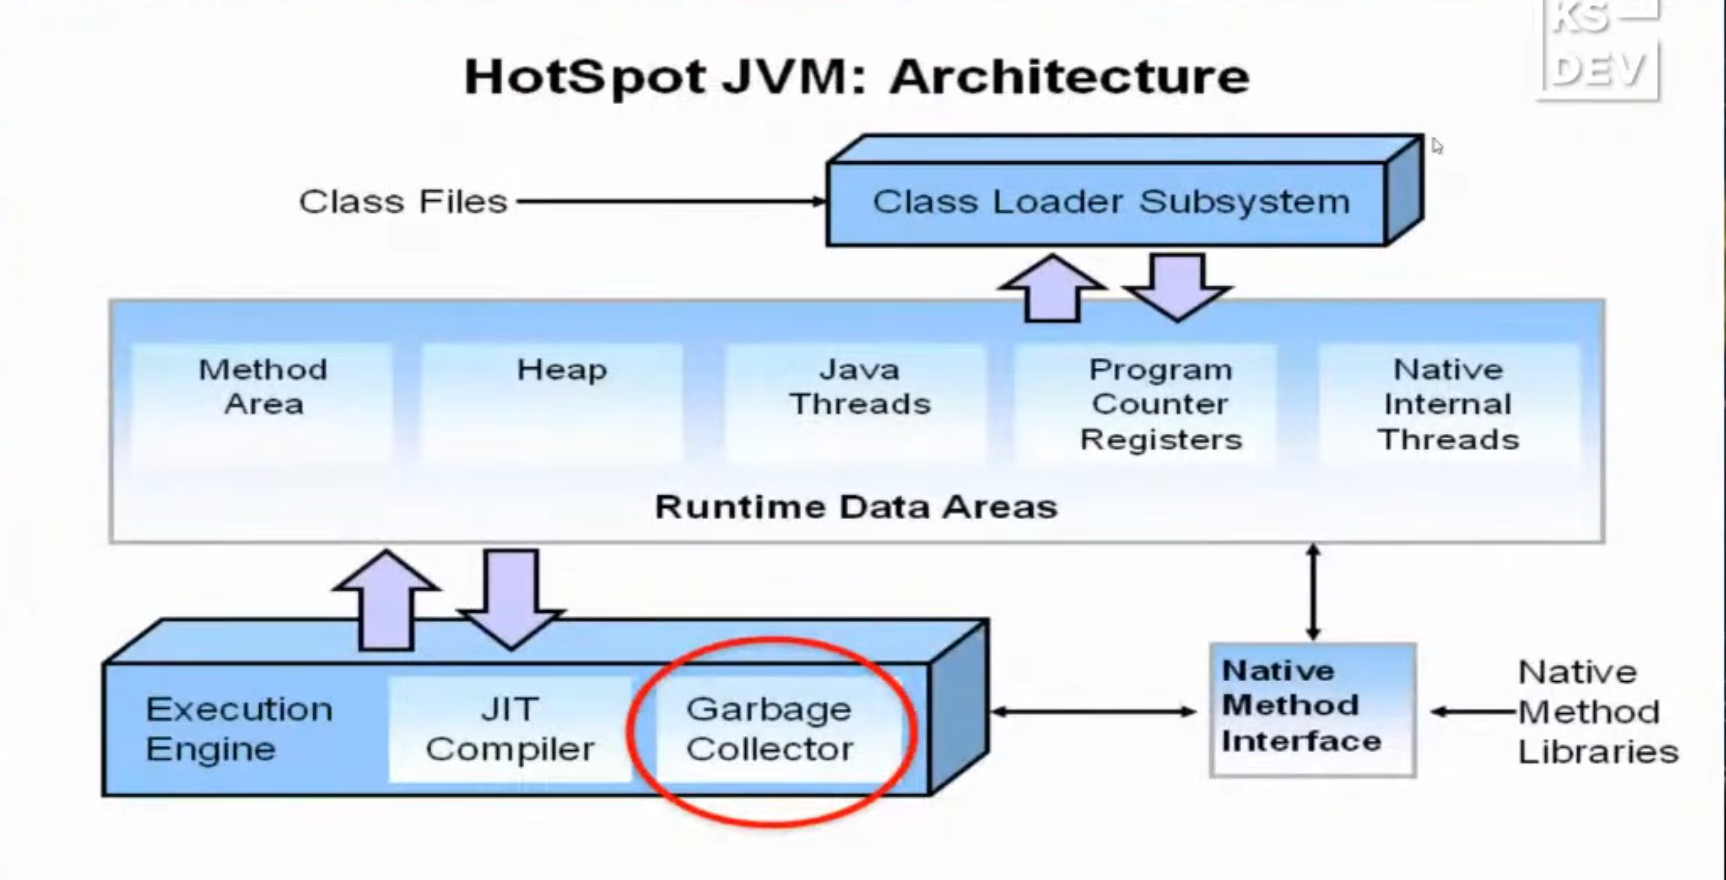 KS
DEV
HotSpot JVM: Architecture
Class Files
Class Loader Subsystem
Method
Area
Heap
Java
Threads
Program
Counter
Registers
Native
Internal
Threads
Runtime Data Areas
Execution
Engine
JIT
Compiler
Garbage
Collector
Native
Method
Interface
Native
Method
Libraries